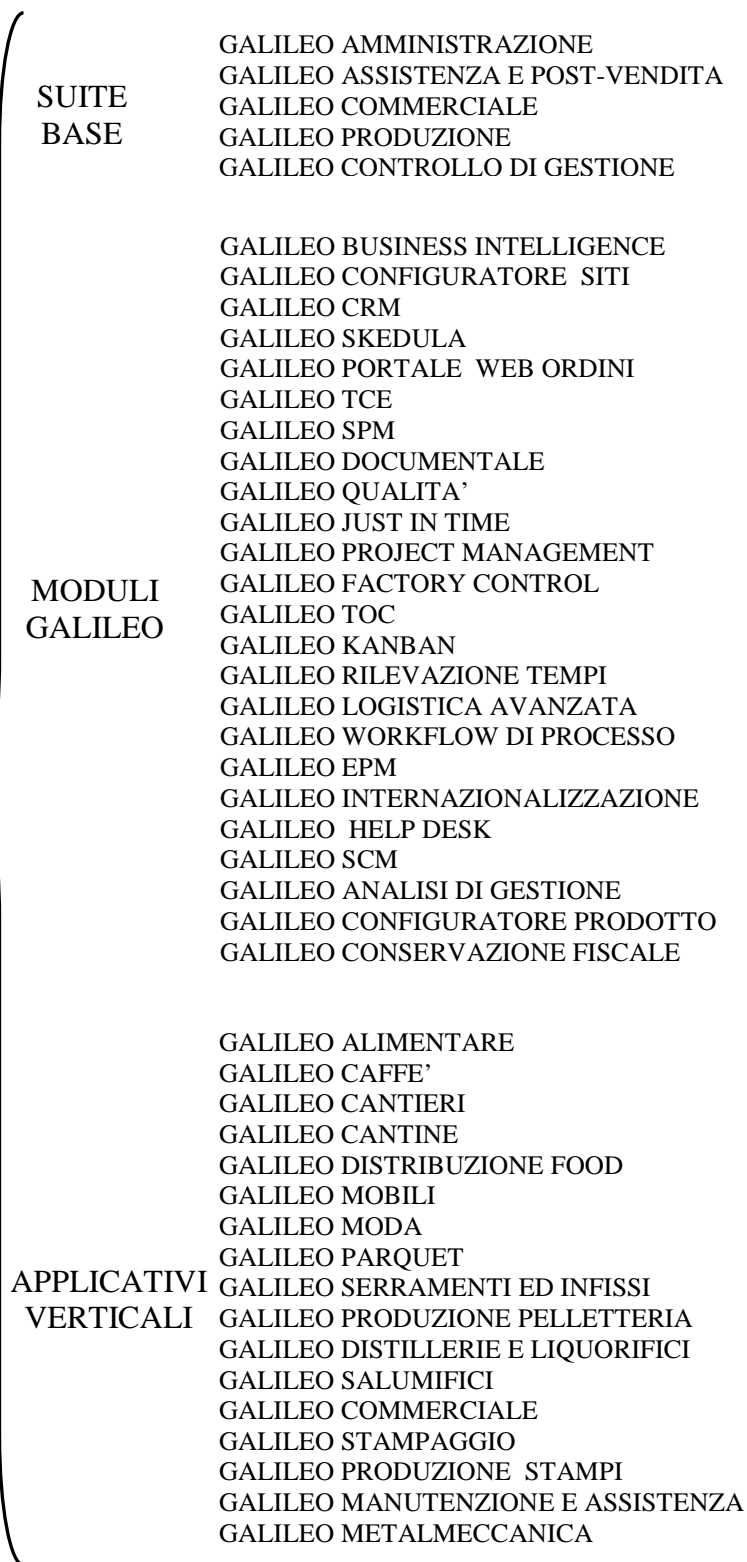 SUITE
BASE
GALILEO AMMINISTRAZIONE
GALILEO ASSISTENZA E POST-VENDITA
GALILEO COMMERCIALE
GALILEO PRODUZIONE
GALILEO CONTROLLO DI GESTIONE
MODULI
GALILEO
GALILEO BUSINESS INTELLIGENCE
GALILEO CONFIGURATORE SITI
GALILEO CRM
GALILEO SKEDULA
GALILEO PORTALE WEB ORDINI
GALILEO TCE
GALILEO SPM
GALILEO DOCUMENTALE
GALILEO QUALITA’
GALILEO JUST IN TIME
GALILEO PROJECT MANAGEMENT
GALILEO FACTORY CONTROL
GALILEO TOC
GALILEO KANBAN
GALILEO RILEVAZIONE TEMPI
GALILEO LOGISTICA AVANZATA
GALILEO WORKFLOW DI PROCESSO
GALILEO EPM
GALILEO INTERNAZIONALIZZAZIONE
GALILEO HELP DESK
GALILEO SCM
GALILEO ANALISI DI GESTIONE
GALILEO CONFIGURATORE PRODOTTO
GALILEO CONSERVAZIONE FISCALE
APPLICATIVI
VERTICALI
GALILEO ALIMENTARE
GALILEO CAFFE’
GALILEO CANTIERI
GALILEO CANTINE
GALILEO DISTRIBUZIONE FOOD
GALILEO MOBILI
GALILEO MODA
GALILEO PARQUET
GALILEO SERRAMENTI ED INFISSI
GALILEO PRODUZIONE PELLETTERIA
GALILEO DISTILLERIE E LIQUORIFICI
GALILEO SALUMIFICI
GALILEO COMMERCIALE
GALILEO STAMPAGGIO
GALILEO PRODUZIONE STAMPI
GALILEO MANUTENZIONE E ASSISTENZA
GALILEO METALMECCANICA